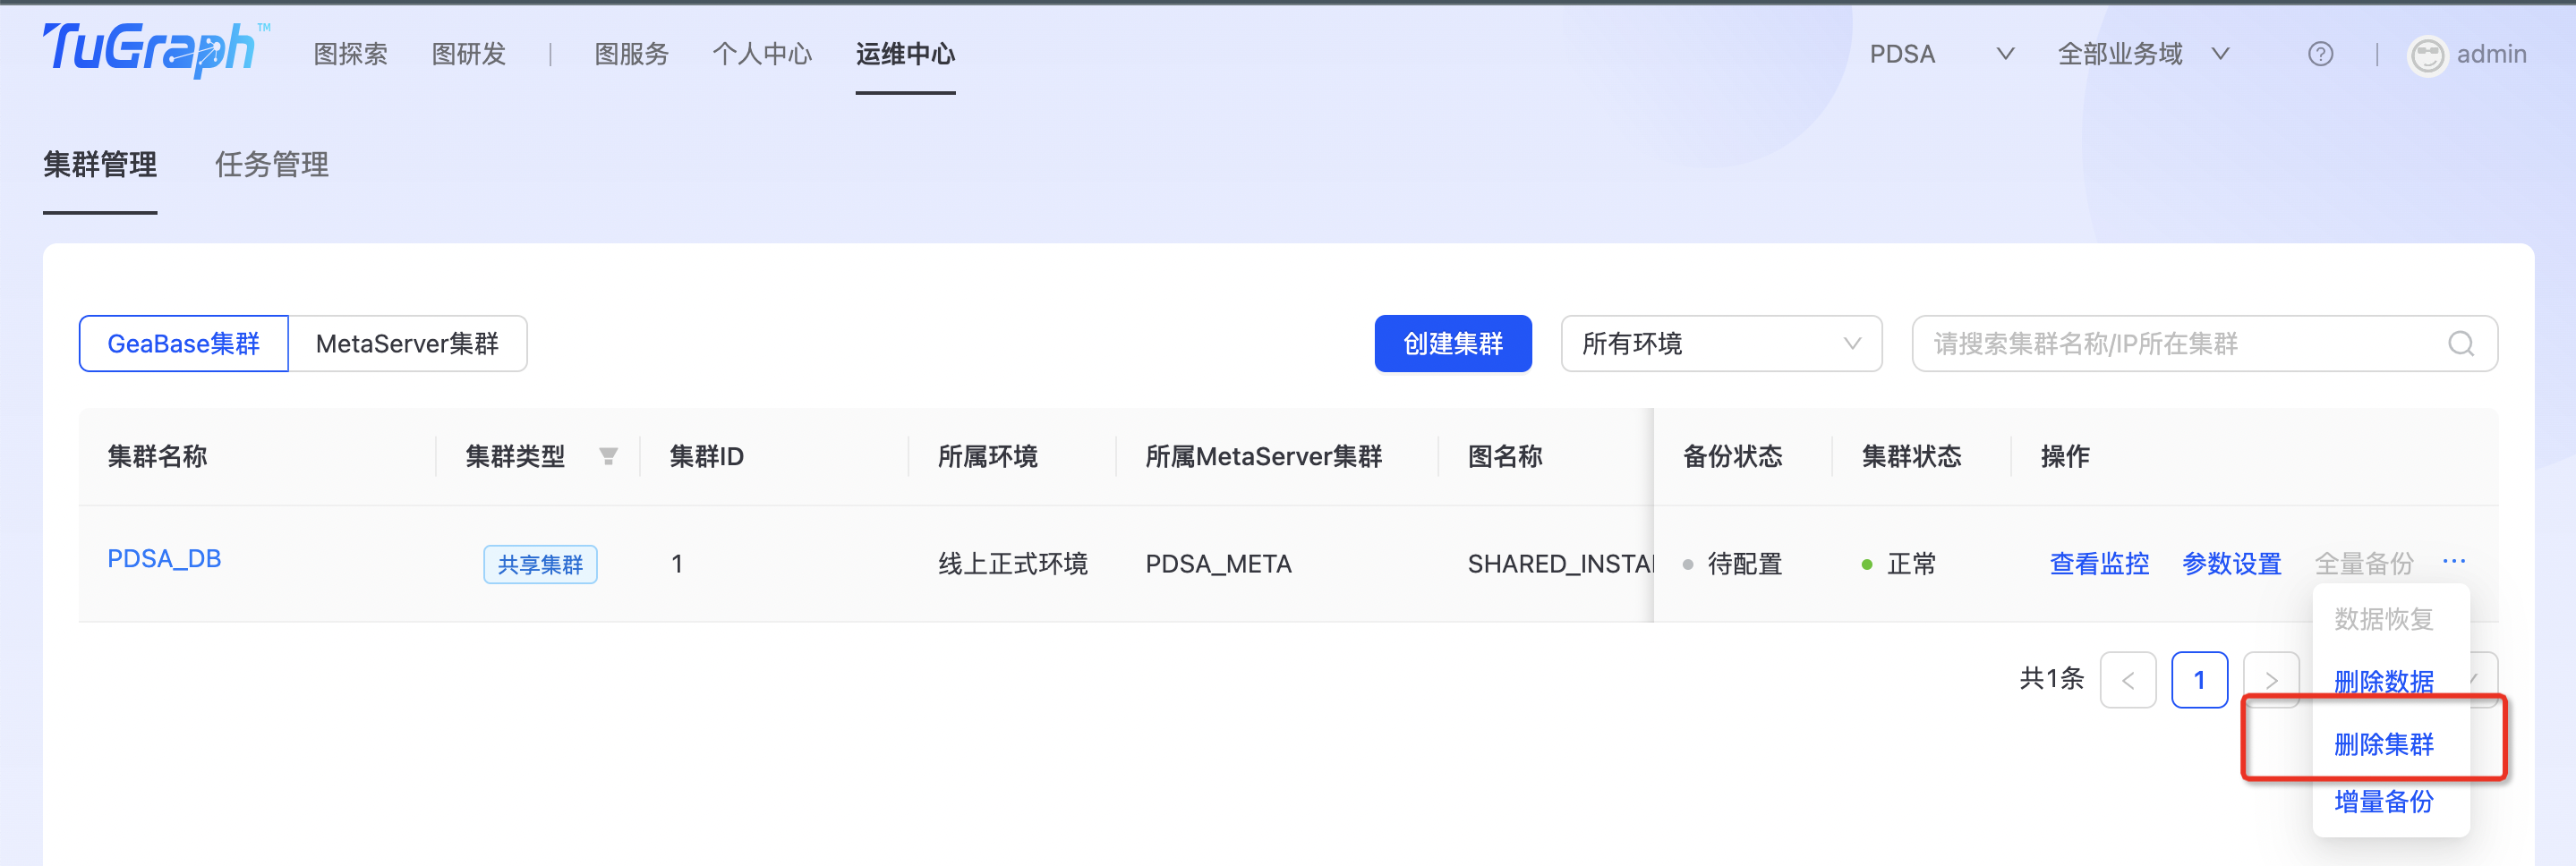 TuGraph™ 图探索 图研发 | 图服务 个人中心 运维中心 PDSA 全部业务域 ? | admin
集群管理 任务管理
GeaBase集群 MetaServer集群 创建集群 所有环境 请搜索集群名称/IP所在集群
集群名称 集群类型 集群ID 所属环境 所属MetaServer集群 图名称 备份状态 集群状态 操作
PDSA_DB 共享集群 1 线上正式环境 PDSA_META SHARED_INSTA 待配置 正常 查看监控 参数设置 全量备份 ···
数据恢复
共1条 < 1 > 删除数据
删除集群
增量备份